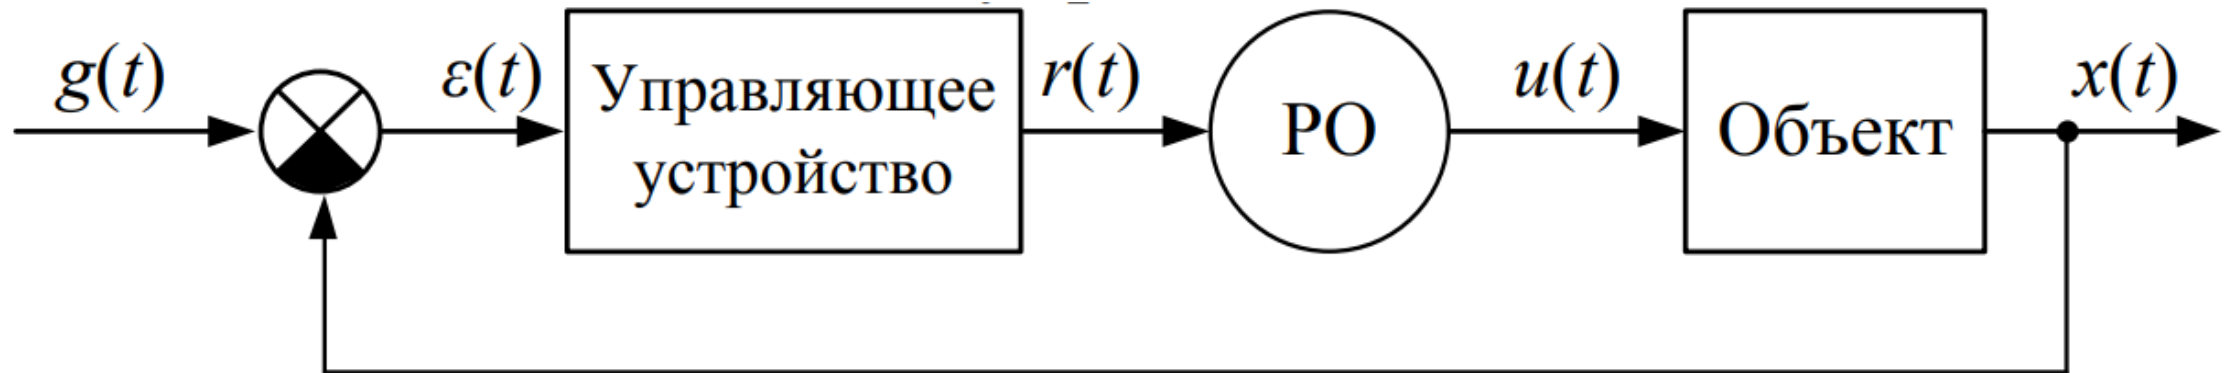 g(t)
ε(t)
Управляющее
устройство
r(t)
РО
u(t)
Объект
x(t)